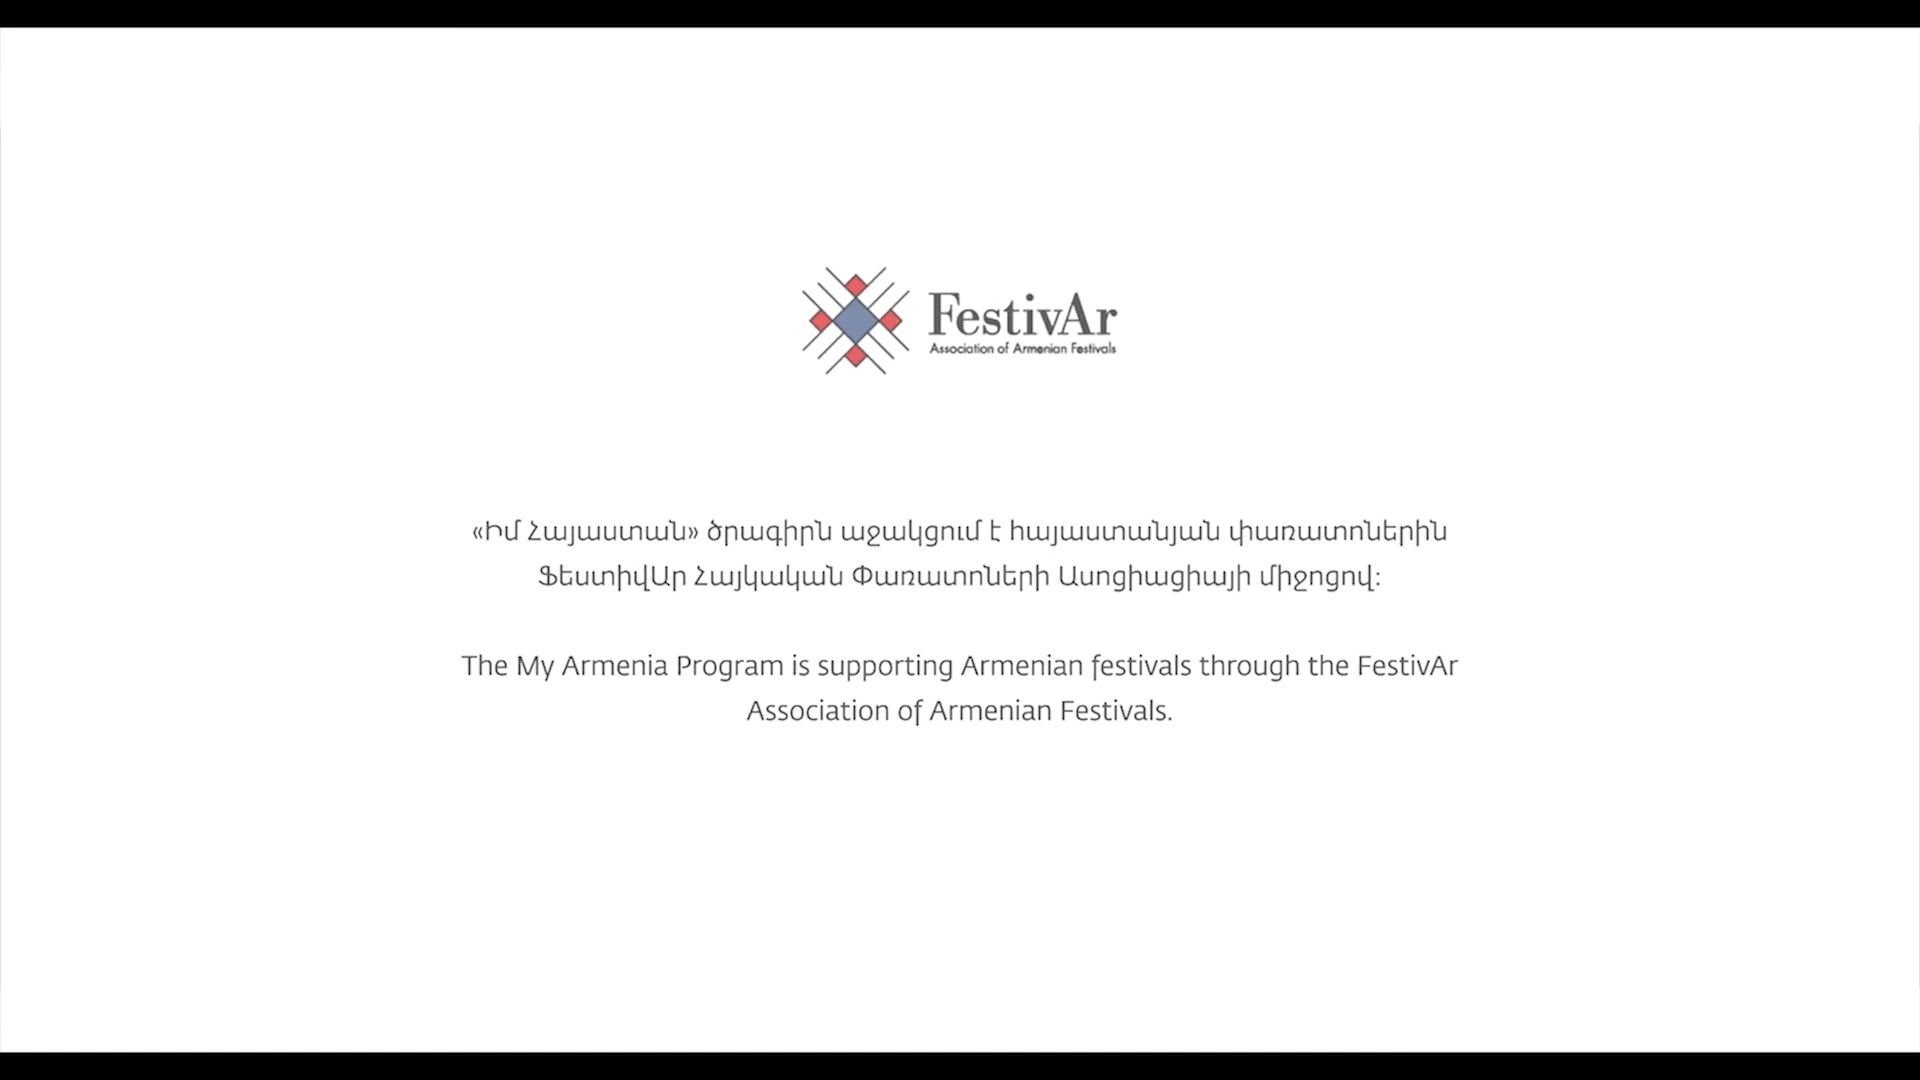 FestivAr
Association of Armenian Festivals
«Իմ Հայաստան» ծրագիրն աջակցում է հայաստանյան փառատոներին
ՖեստիվԱր Հայկական Փառատոների Ասոցիացիայի միջոցով:
The My Armenia Program is supporting Armenian festivals through the FestivAr
Association of Armenian Festivals.